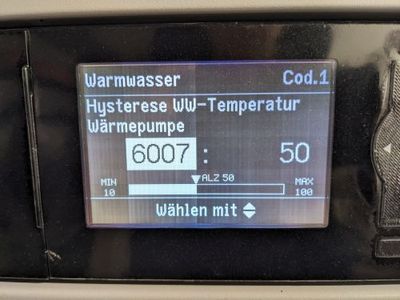 Warmwasser Cod.1
Hysterese WW-Temperatur
Wärmepumpe
6007 : 50
ALZ 50
MIN MAX
10 100
Wählen mit